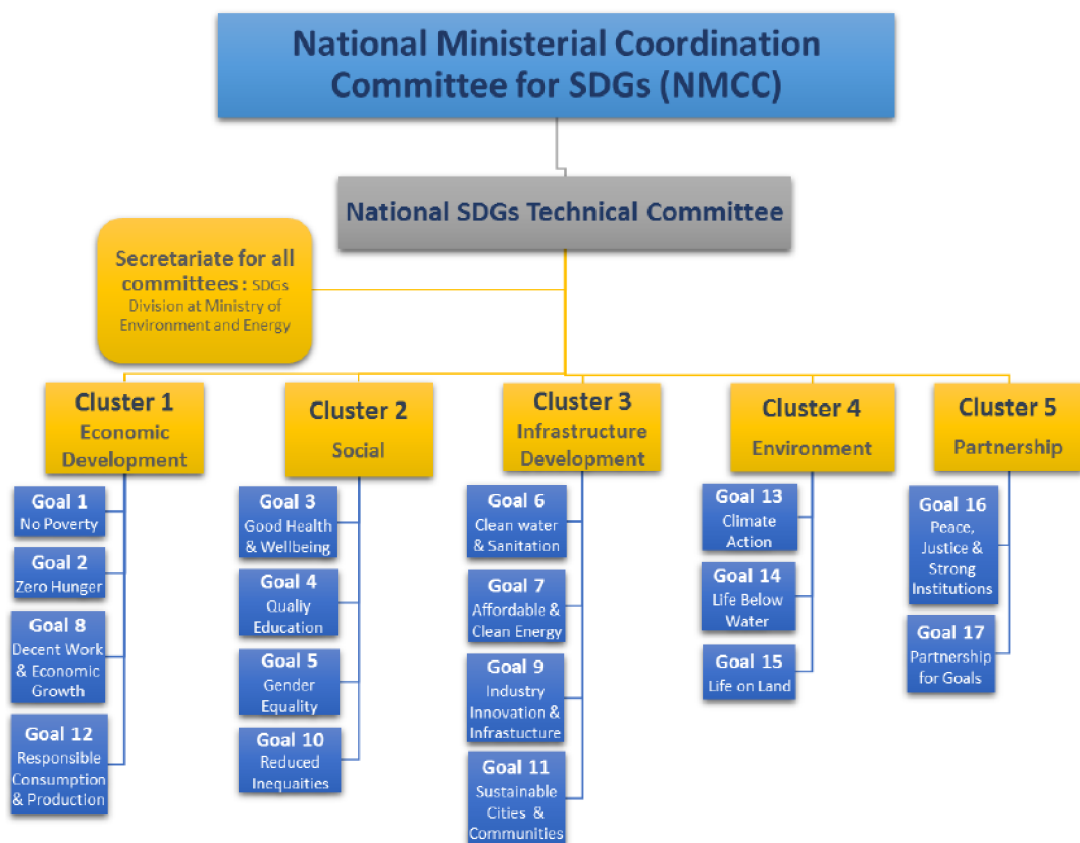 National Ministerial Coordination
Committee for SDGs (NMCC)
National SDGs Technical Committee
Secretariate for all
committees : SDGs
Division at Ministry of
Environment and Energy
Cluster 1
Economic
Development
Goal 1
No Poverty
Goal 2
Zero Hunger
Goal 8
Decent Work
& Economic
Growth
Goal 12
Responsible
Consumption
& Production
Cluster 2
Social
Goal 3
Good Health
& Wellbeing
Goal 4
Qualiy
Education
Goal 5
Gender
Equality
Goal 10
Reduced
Inequaities
Cluster 3
Infrastructure
Development
Goal 6
Clean water
& Sanitation
Goal 7
Affordable &
Clean Energy
Goal 9
Industry
Innovation &
Infrastucture
Goal 11
Sustainable
Cities &
Communities
Cluster 4
Environment
Goal 13
Climate
Action
Goal 14
Life Below
Water
Goal 15
Life on Land
Cluster 5
Partnership
Goal 16
Peace,
Justice &
Strong
Institutions
Goal 17
Partnership
for Goals